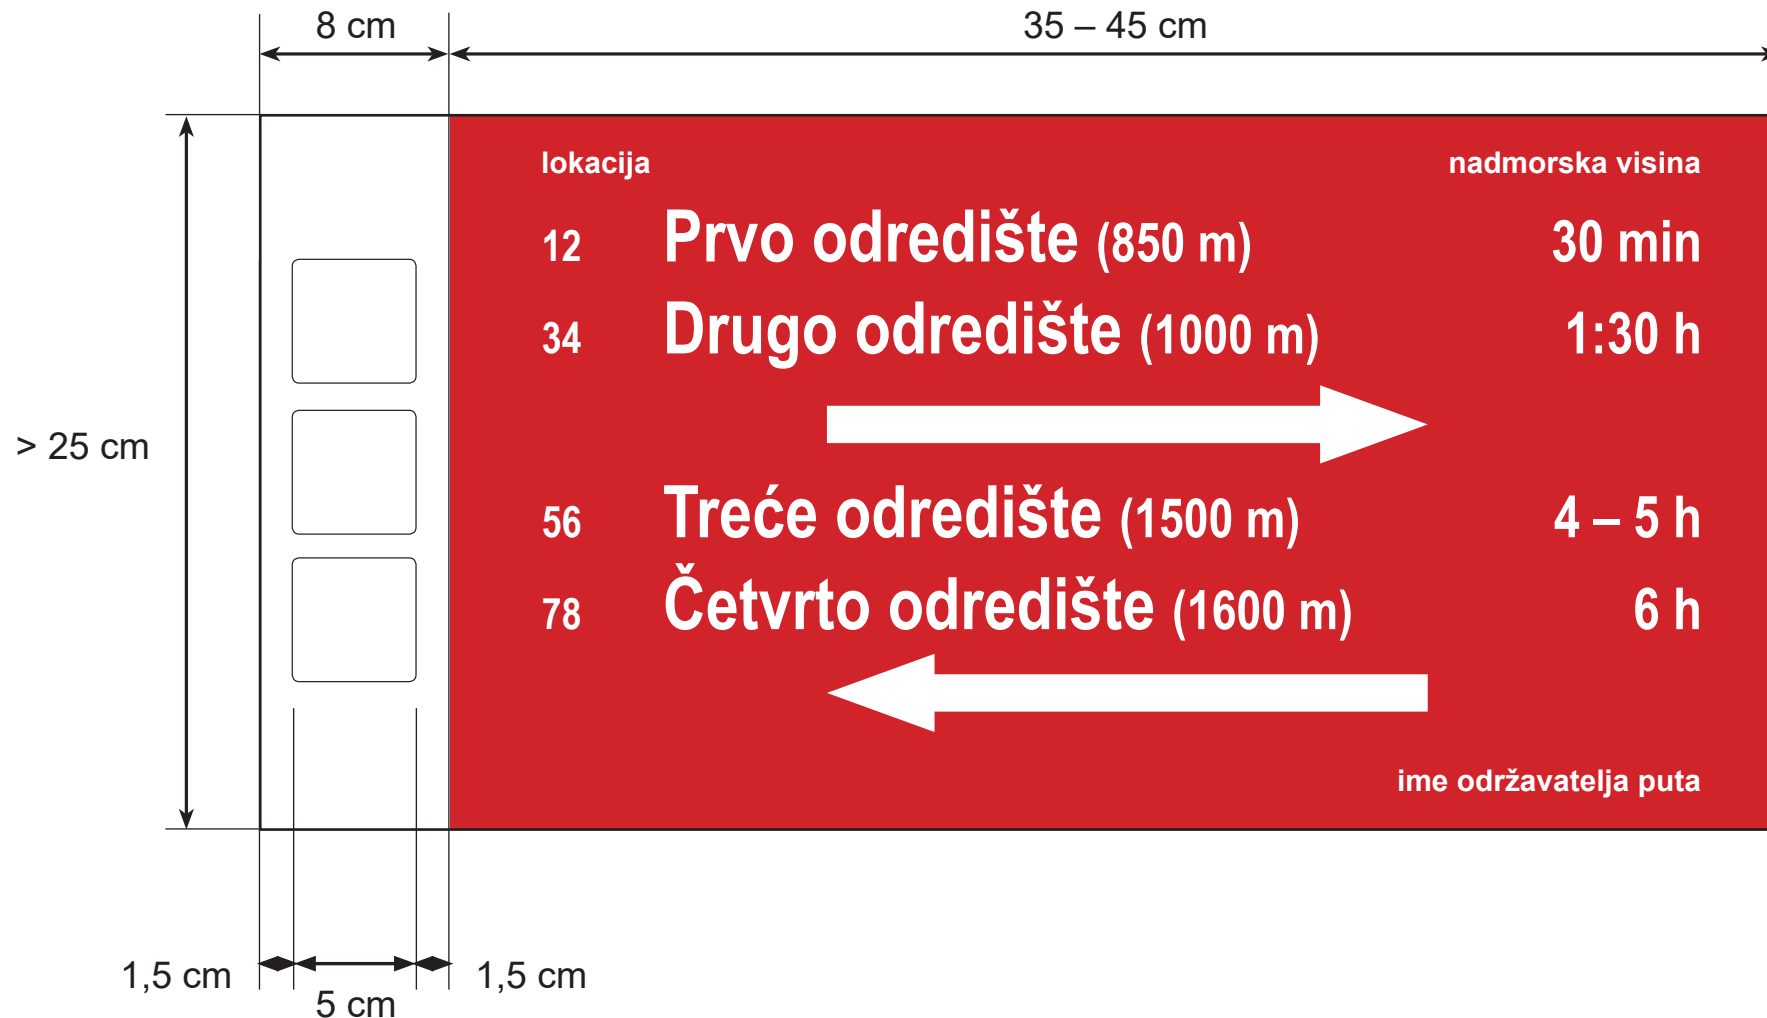 8 cm
35 – 45 cm
lokacija nadmorska visina
12 Prvo odredište (850 m) 30 min
34 Drugo odredište (1000 m) 1:30 h
> 25 cm
56 Treće odredište (1500 m) 4 – 5 h
78 Četvrto odredište (1600 m) 6 h
ime održavatelja puta
1,5 cm
5 cm
1,5 cm